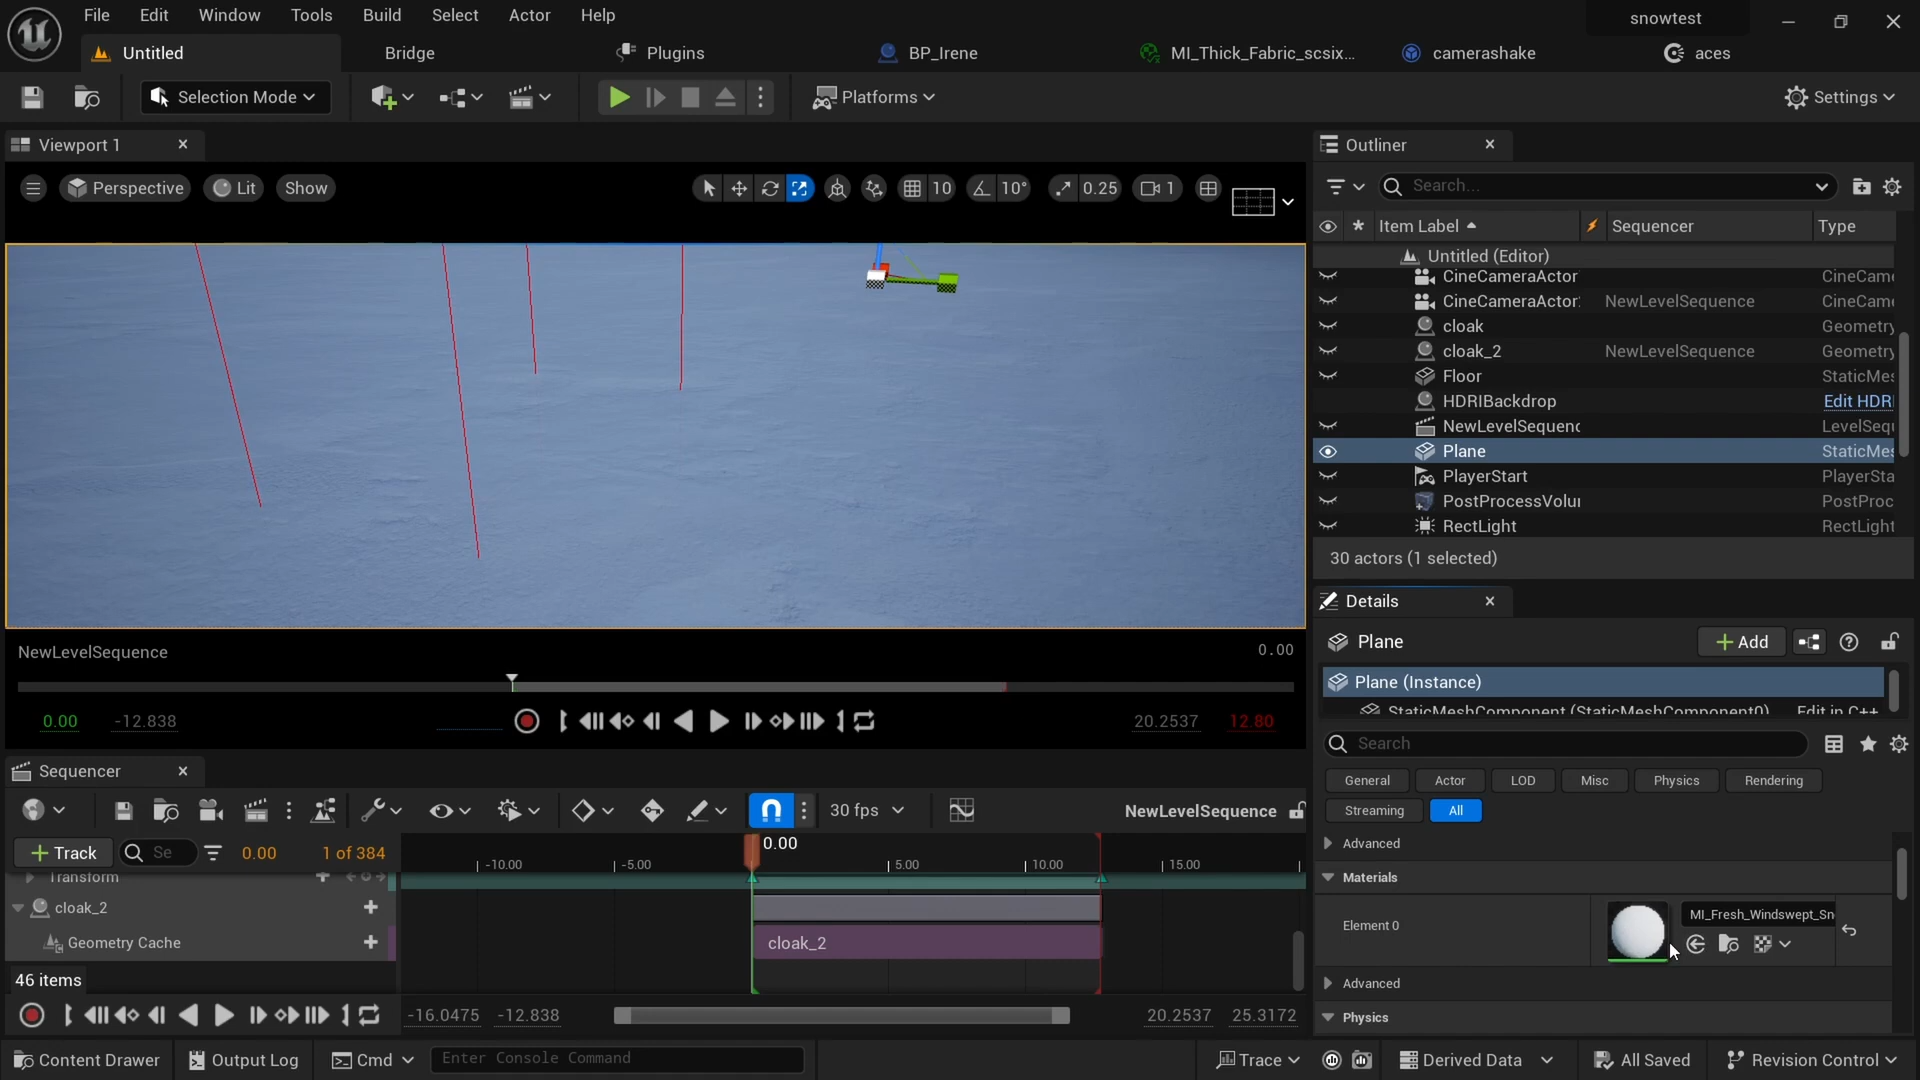 File Edit Window Tools Build Select Actor Help
snowtest
Untitled Bridge Plugins BP_Irene MI_Thick_Fabric_scsix... camerashake aces
Selection Mode Platforms Settings
Viewport 1
Perspective Lit Show 10 10° 0.25 1
NewLevelSequence 0.00
0.00 -12.838 20.2537 12.80
Sequencer
30 fps NewLevelSequence
Track Se 0.00 1 of 384
0.00
-10.00 -5.00 5.00 10.00 15.00
Transform
cloak_2
Geometry Cache
cloak_2
46 items
-16.0475 -12.838 20.2537 25.3172
Outliner
Search...
Item Label Sequencer Type
Untitled (Editor)
CineCameraActor CineCame
CineCameraActor NewLevelSequence CineCame
cloak Geometry
cloak_2 NewLevelSequence Geometry
Floor StaticMes
HDRIBackdrop Edit HDRI
NewLevelSequenc LevelSequ
Plane StaticMes
PlayerStart PlayerSta
PostProcessVolu PostProc
RectLight RectLight
30 actors (1 selected)
Details
Plane Add
Plane (Instance)
StaticMeshComponent (StaticMeshComponent0) Edit in C++
Search
General Actor LOD Misc Physics Rendering
Streaming All
Advanced
Materials
Element 0 MI_Fresh_Windswept_Sn
Advanced
Physics
Content Drawer Output Log Cmd Enter Console Command Trace Derived Data All Saved Revision Control